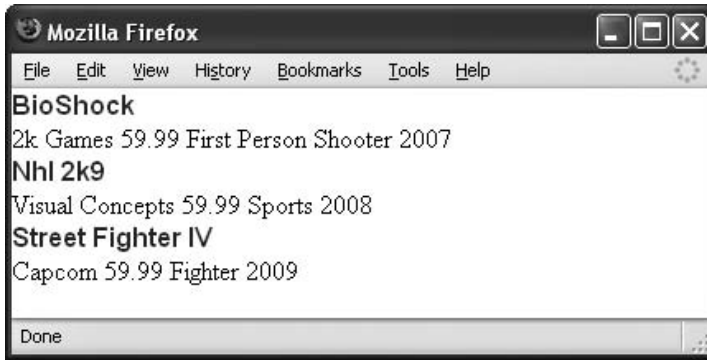 Mozilla Firefox
File Edit View History Bookmarks Tools Help
BioShock
2k Games 59.99 First Person Shooter 2007
Nhl 2k9
Visual Concepts 59.99 Sports 2008
Street Fighter IV
Capcom 59.99 Fighter 2009
Done